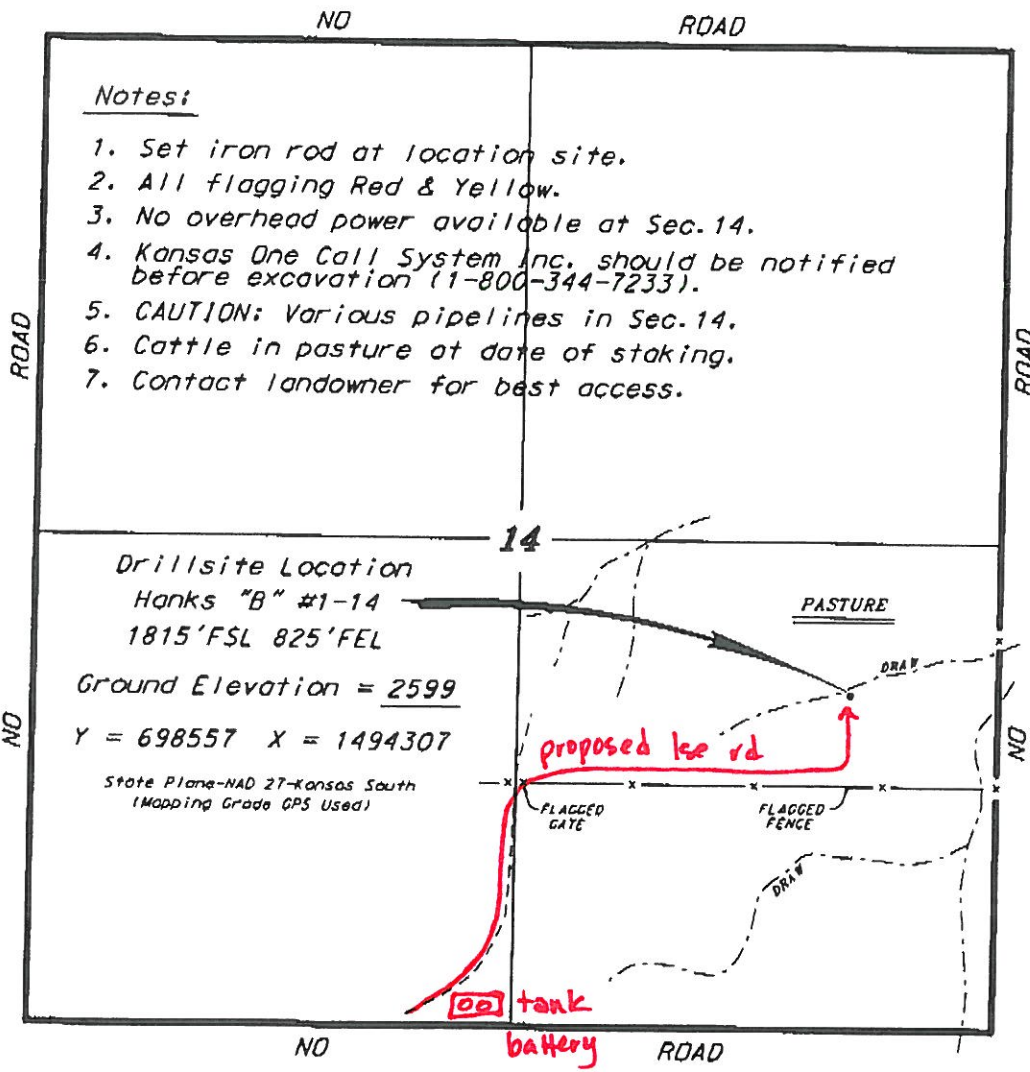 NO ROAD
Notes:
1. Set iron rod at location site.
2. All flagging Red & Yellow.
3. No overhead power available at Sec.14.
4. Kansas One Call System Inc. should be notified
before excavation (1-800-344-7233).
5. CAUTION: Various pipelines in Sec.14.
6. Cattle in pasture at date of staking.
7. Contact landowner for best access.
ROAD
ROAD
14
Drillsite Location
Hanks "B" #1-14
1815'FSL 825'FEL
PASTURE
DRAW
Ground Elevation = 2599
NO
NO
Y = 698557 X = 1494307
proposed lse rd
State Plane-NAD 27-Kansas South
(Mapping Grade GPS Used)
FLAGGED
GATE
FLAGGED
FENCE
DRAW
tank
battery
NO ROAD